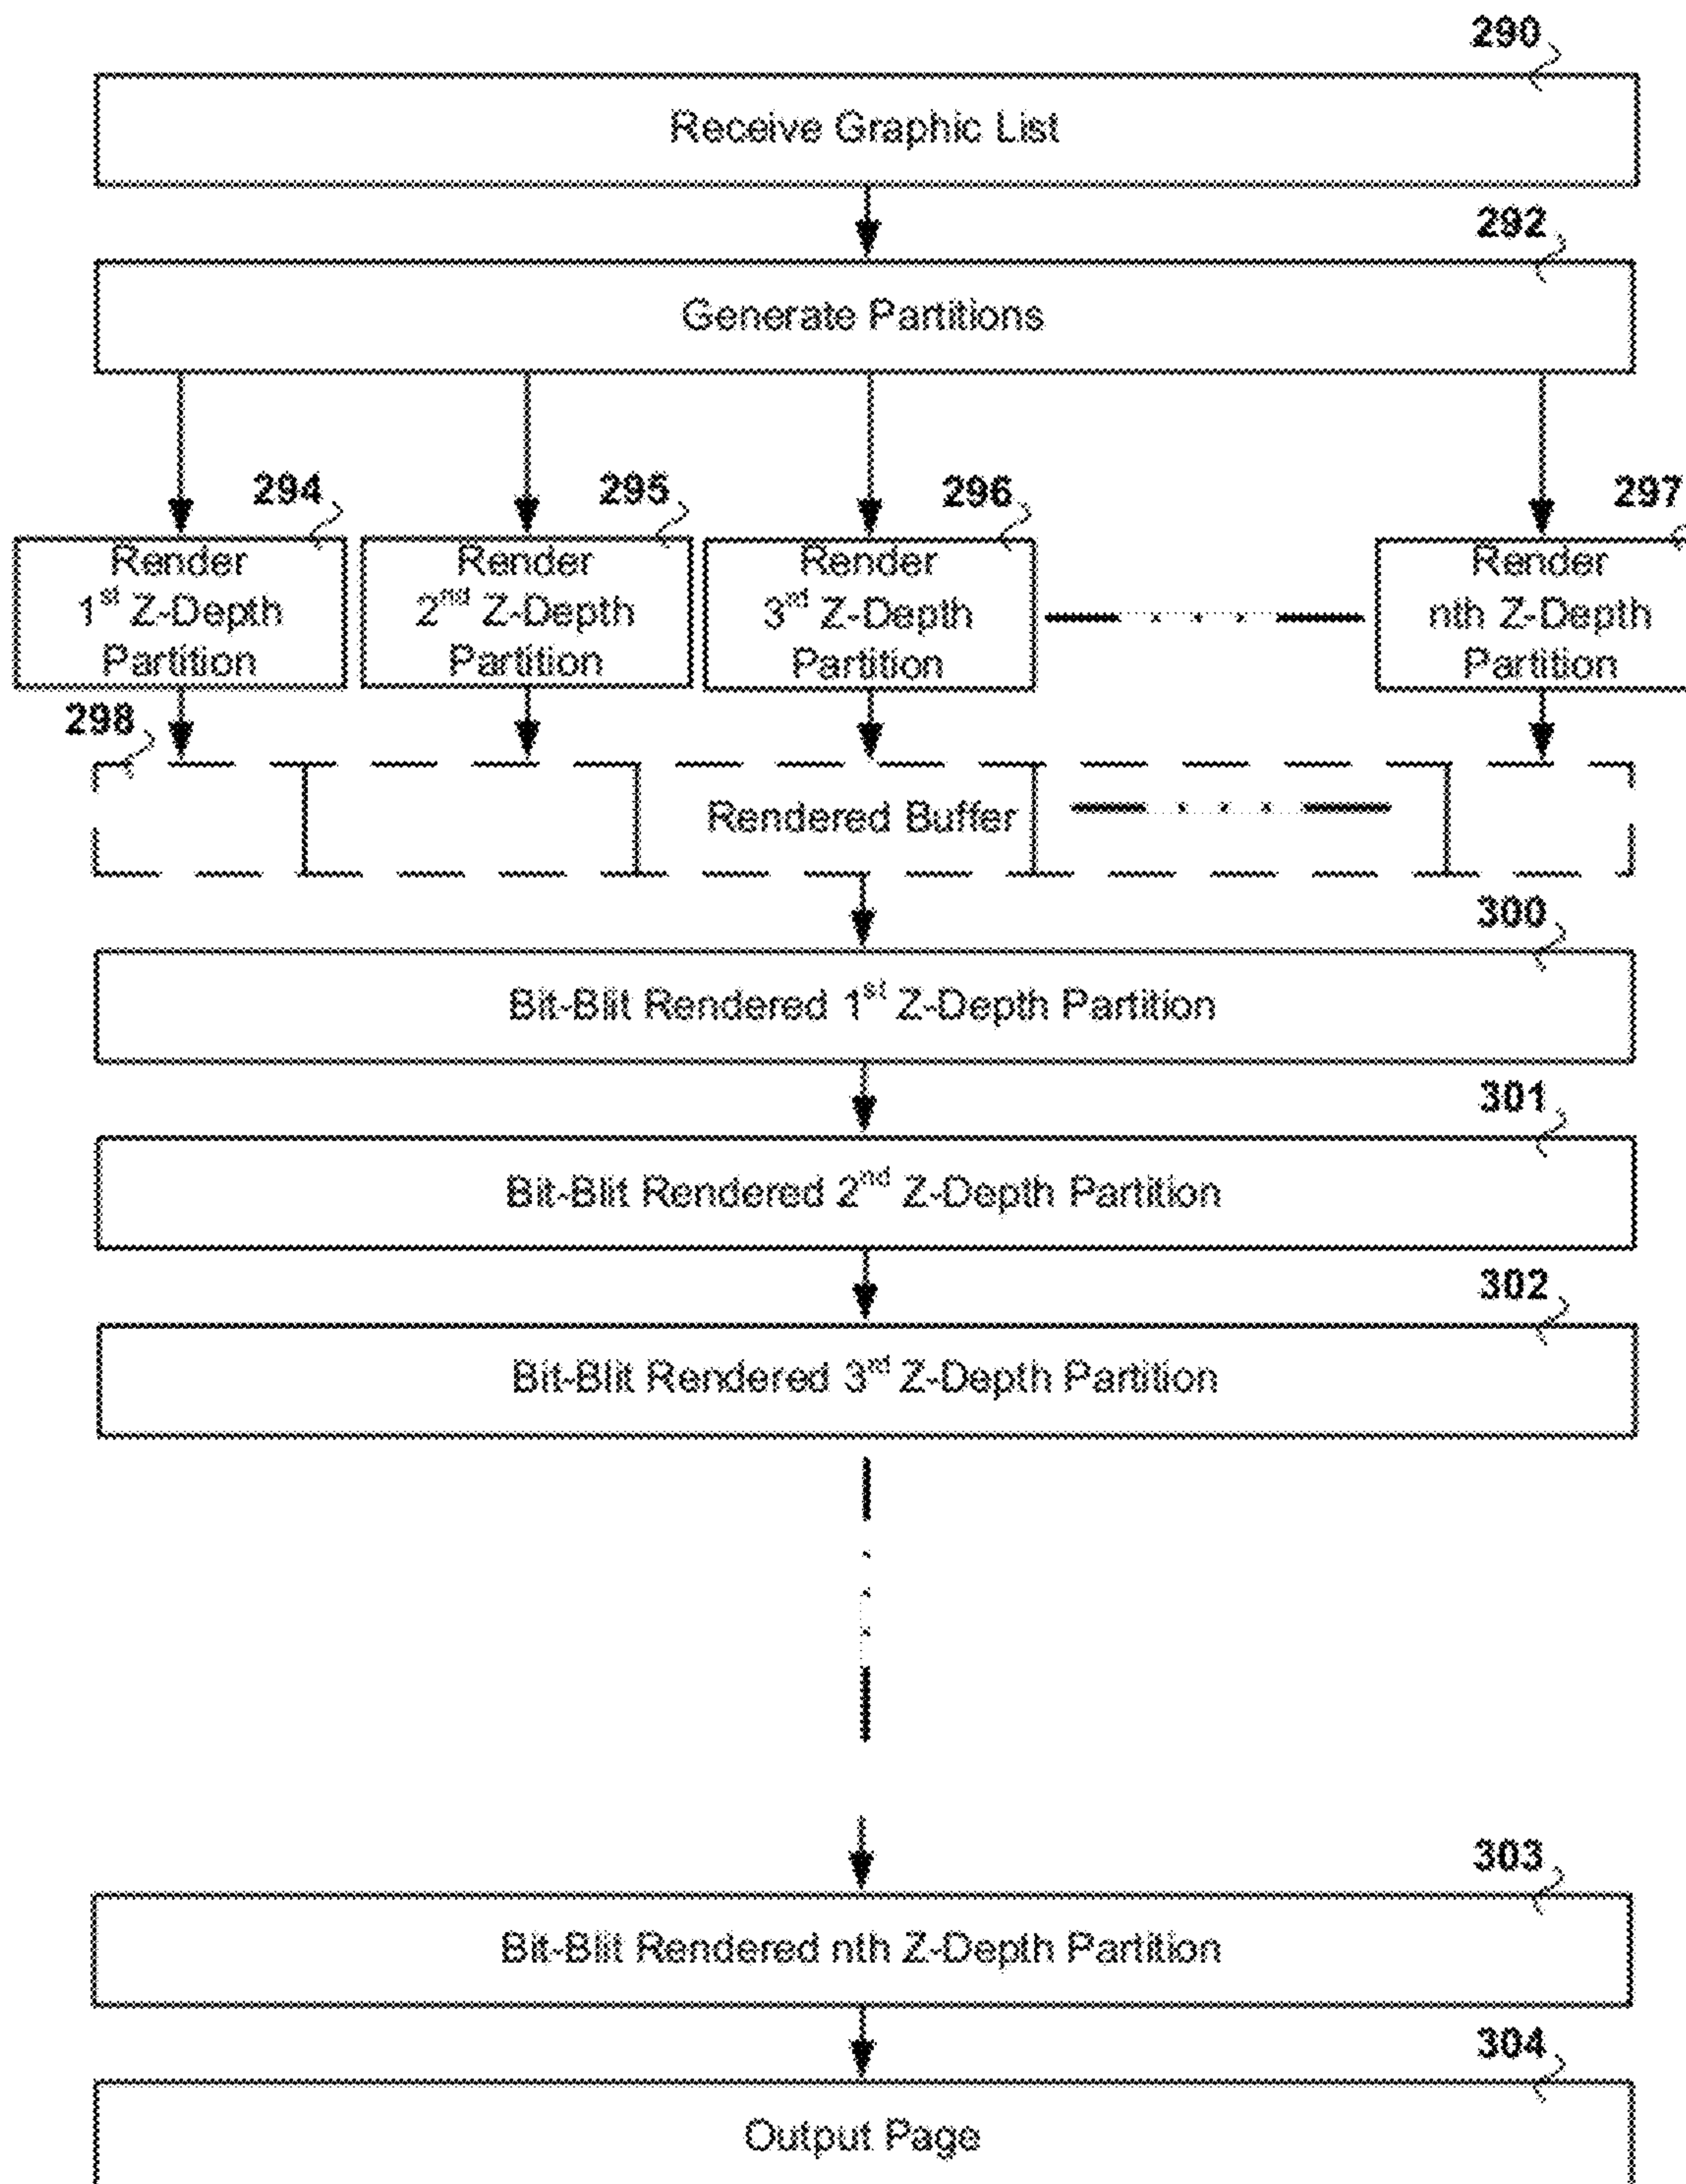 290
Receive Graphic List
292
Generate Partitions
294
295
296
297
Render
1st Z-Depth
Partition
Render
2nd Z-Depth
Partition
Render
3rd Z-Depth
Partition
Render
nth Z-Depth
Partition
298
Rendered Buffer
300
Bit-Blit Rendered 1st Z-Depth Partition
301
Bit-Blit Rendered 2nd Z-Depth Partition
302
Bit-Blit Rendered 3rd Z-Depth Partition
303
Bit-Blit Rendered nth Z-Depth Partition
304
Output Page